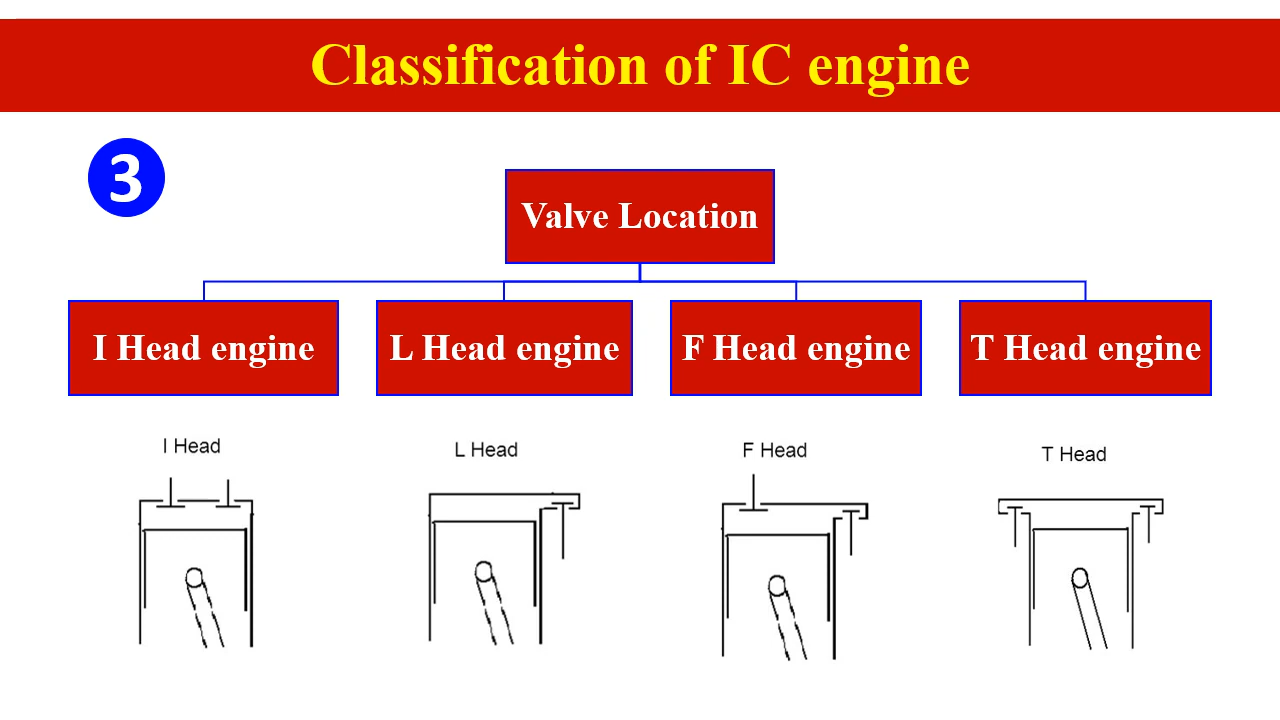 Classification of IC engine
3
Valve Location
I Head engine
L Head engine
F Head engine
T Head engine
I Head
L Head
F Head
T Head